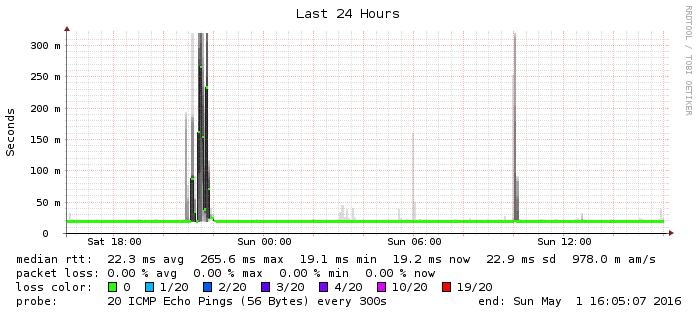 Last 24 Hours
RRDTOOL / TOBI OETIKER
Seconds
300 m
250 m
200 m
150 m
100 m
50 m
0
Sat 18:00 Sun 00:00 Sun 06:00 Sun 12:00
median rtt: 22.3 ms avg 265.6 ms max 19.1 ms min 19.2 ms now 22.9 ms sd 978.0 m am/s
packet loss: 0.00 % avg 0.00 % max 0.00 % min 0.00 % now
loss color: 0 1/20 2/20 3/20 4/20 10/20 19/20
probe: 20 ICMP Echo Pings (56 Bytes) every 300s end: Sun May 1 16:05:07 2016